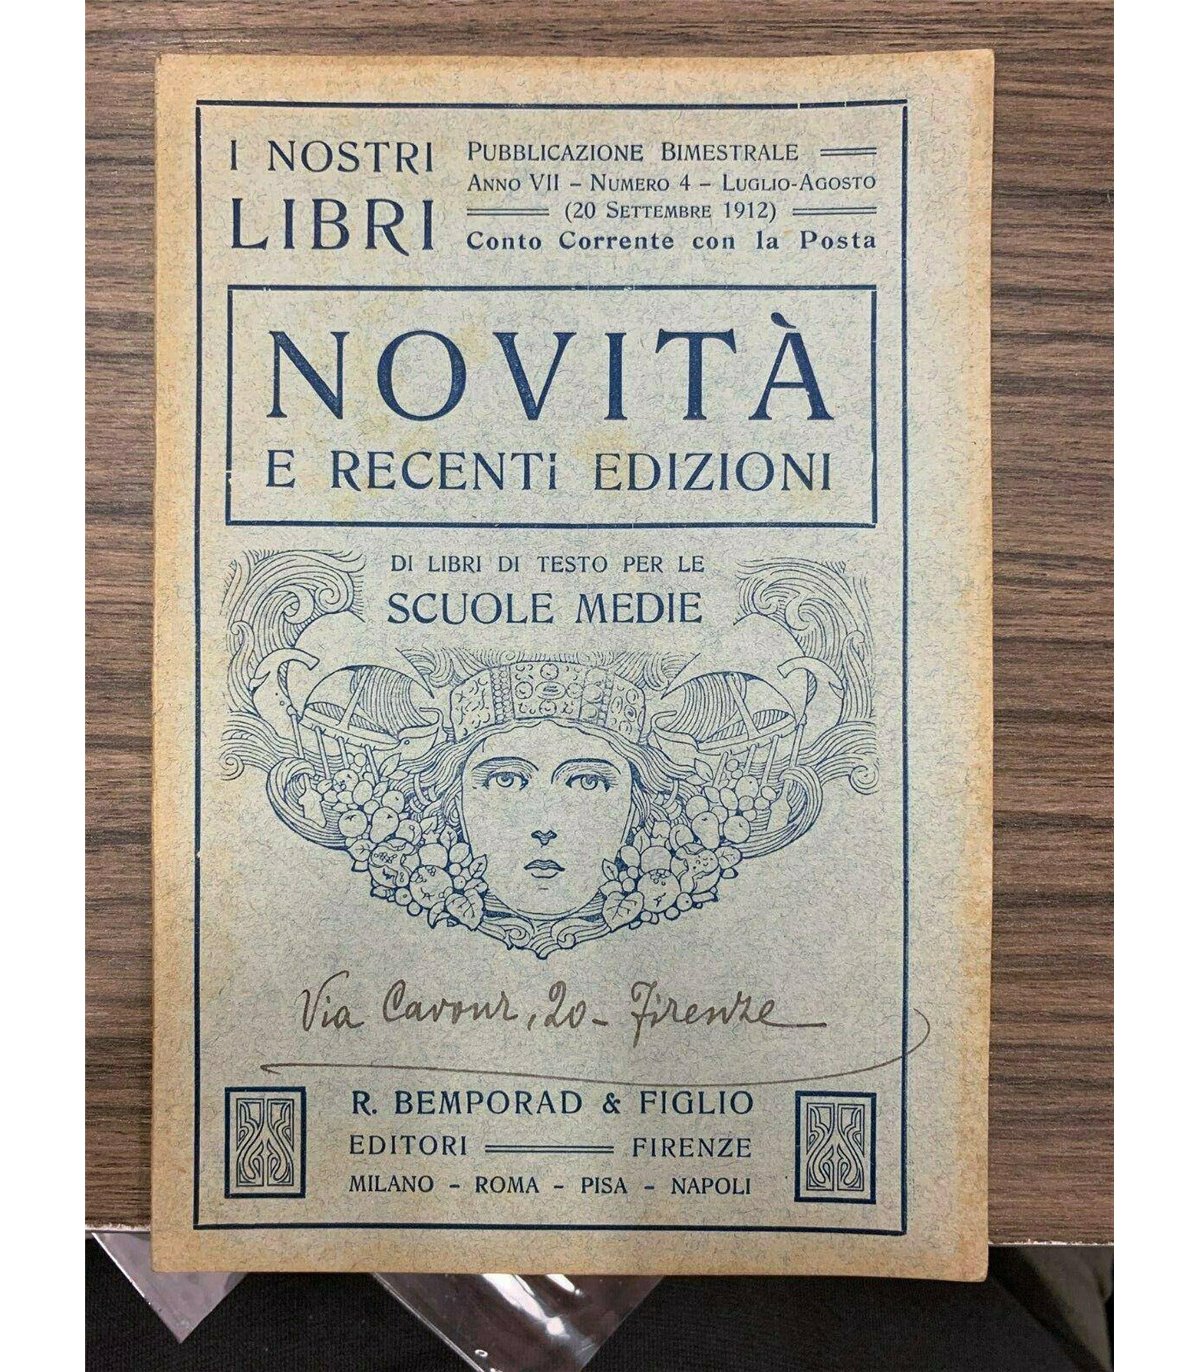 I NOSTRI
LIBRI
PUBBLICAZIONE BIMESTRALE
ANNO VII – NUMERO 4 – LUGLIO-AGOSTO
(20 SETTEMBRE 1912)
Conto Corrente con la Posta
NOVITÀ
E RECENTi EDIZIONI
DI LIBRI DI TESTO PER LE
SCUOLE MEDIE
Via Cavour, 20 – Firenze
R. BEMPORAD & FIGLIO
EDITORI FIRENZE
MILANO - ROMA - PISA - NAPOLI